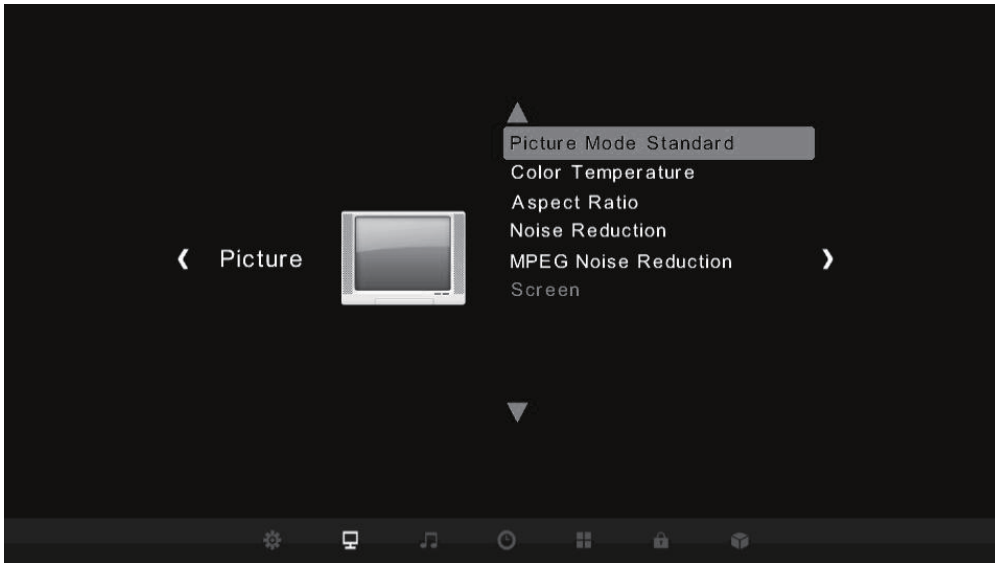 Picture Mode Standard
Color Temperature
Aspect Ratio
Noise Reduction
Picture
MPEG Noise Reduction
Screen